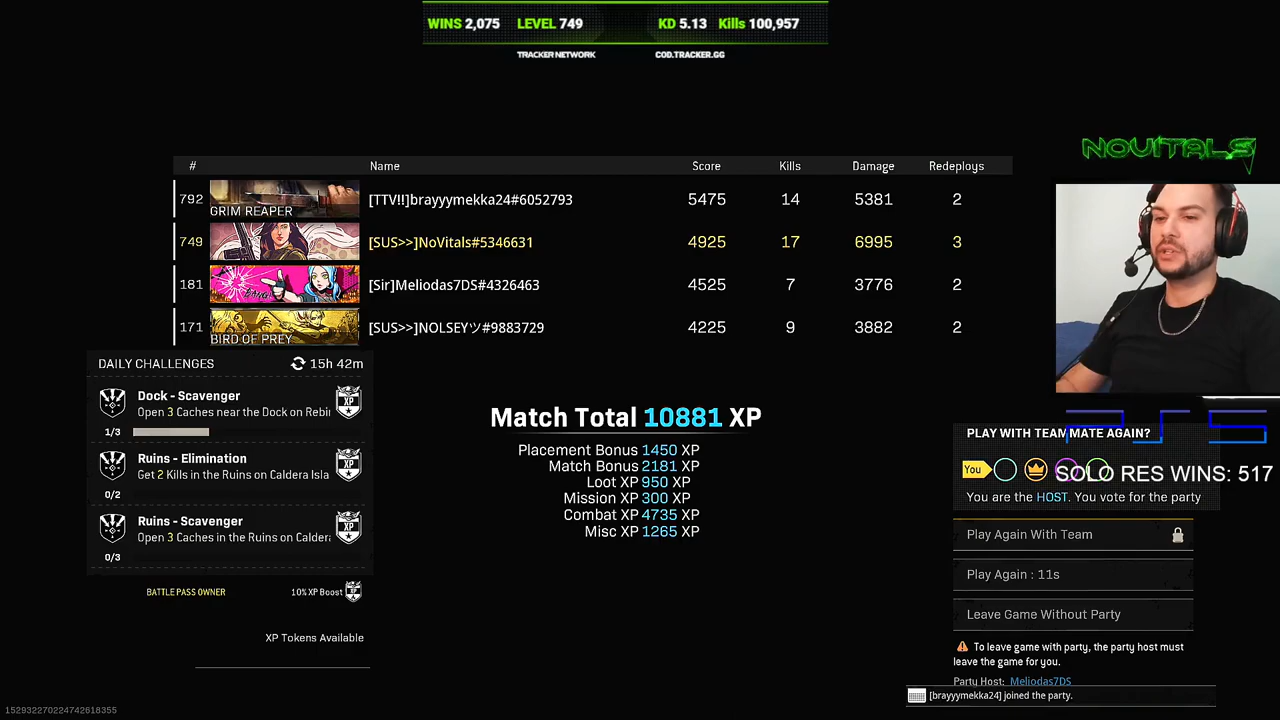 WINS 2,075 LEVEL 749 KD 5.13 Kills 100,957
TRACKER NETWORK COD.TRACKER.GG
NOVITALS
# Name Score Kills Damage Redeploys
792 GRIM REAPER [TTV!!]brayyymekka24#6052793 5475 14 5381 2
749 [SUS>>]NoVitals#5346631 4925 17 6995 3
181 [Sir]Meliodas7DS#4326463 4525 7 3776 2
171 BIRD OF PREY [SUS>>]NOLSEYツ#9883729 4225 9 3882 2
DAILY CHALLENGES 15h 42m
Dock - Scavenger
Open 3 Caches near the Dock on Rebi
XP
1/3
Ruins - Elimination
Get 2 Kills in the Ruins on Caldera Isla
XP
0/2
Ruins - Scavenger
Open 3 Caches in the Ruins on Caldera
XP
0/3
BATTLE PASS OWNER 10% XP Boost XP
XP Tokens Available
Match Total 10881 XP
Placement Bonus 1450 XP
Match Bonus 2181 XP
Loot XP 950 XP
Mission XP 300 XP
Combat XP 4735 XP
Misc XP 1265 XP
PLAY WITH TEAMMATE AGAIN?
You
SOLO RES WINS: 517
You are the HOST. You vote for the party
Play Again With Team
Play Again : 11s
Leave Game Without Party
To leave game with party, the party host must
leave the game for you.
Party Host: Meliodas7DS
[brayyymekka24] joined the party.
15293227022474261835​5